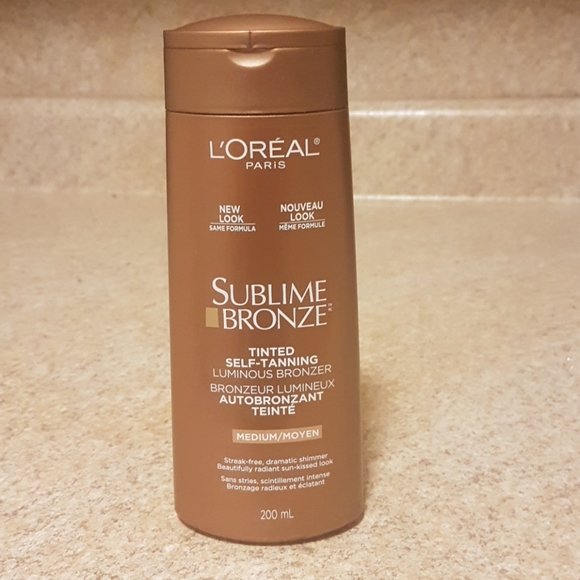 L'ORÉAL®
PARIS
NEW
LOOK
SAME FORMULA
NOUVEAU
LOOK
MÊME FORMULE
SUBLIME
BRONZE
TINTED
SELF-TANNING
LUMINOUS BRONZER
BRONZEUR LUMINEUX
AUTOBRONZANT
TEINTÉ
MEDIUM/MOYEN
Streak-free, dramatic shimmer
Beautifully radiant sun-kissed look
Sans stries, scintillement intense
Bronzage radieux et éclatant
200 mL